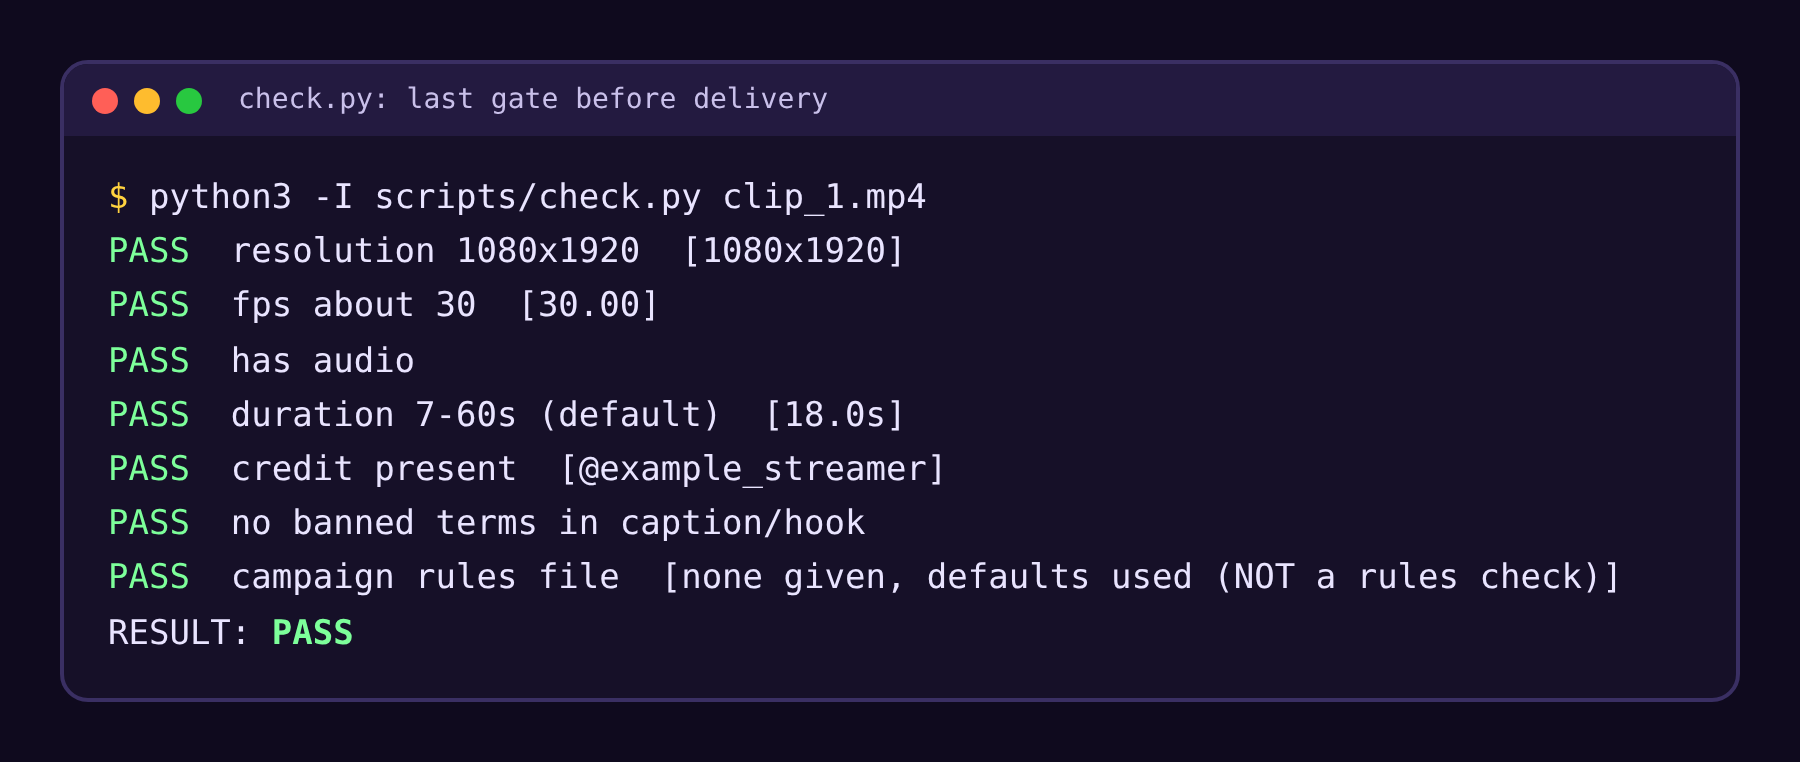 check.py: last gate before delivery
$ python3 -I scripts/check.py clip_1.mp4
PASS  resolution 1080x1920  [1080x1920]
PASS  fps about 30  [30.00]
PASS  has audio
PASS  duration 7-60s (default)  [18.0s]
PASS  credit present  [@example_streamer]
PASS  no banned terms in caption/hook
PASS  campaign rules file  [none given, defaults used (NOT a rules check)]
RESULT: PASS